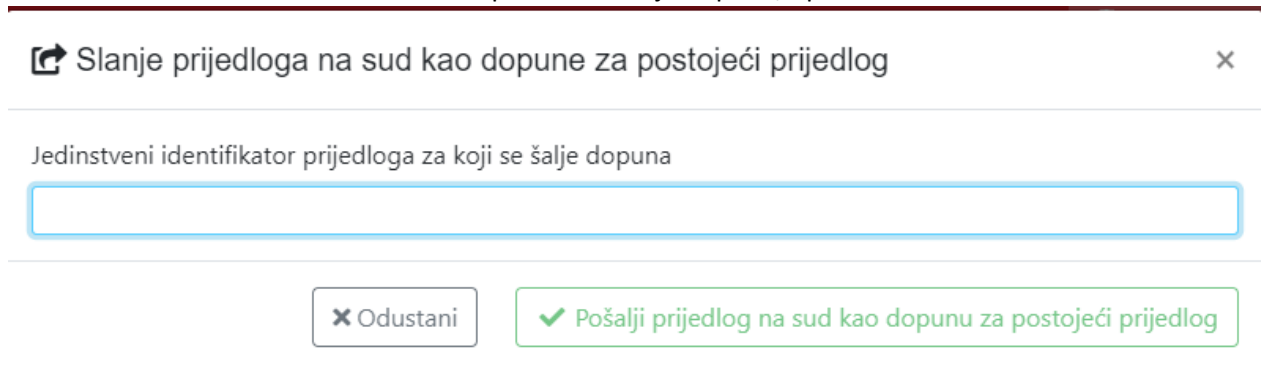 Slanje prijedloga na sud kao dopune za postojeći prijedlog
Jedinstveni identifikator prijedloga za koji se šalje dopuna
Odustani
Pošalji prijedlog na sud kao dopunu za postojeći prijedlog